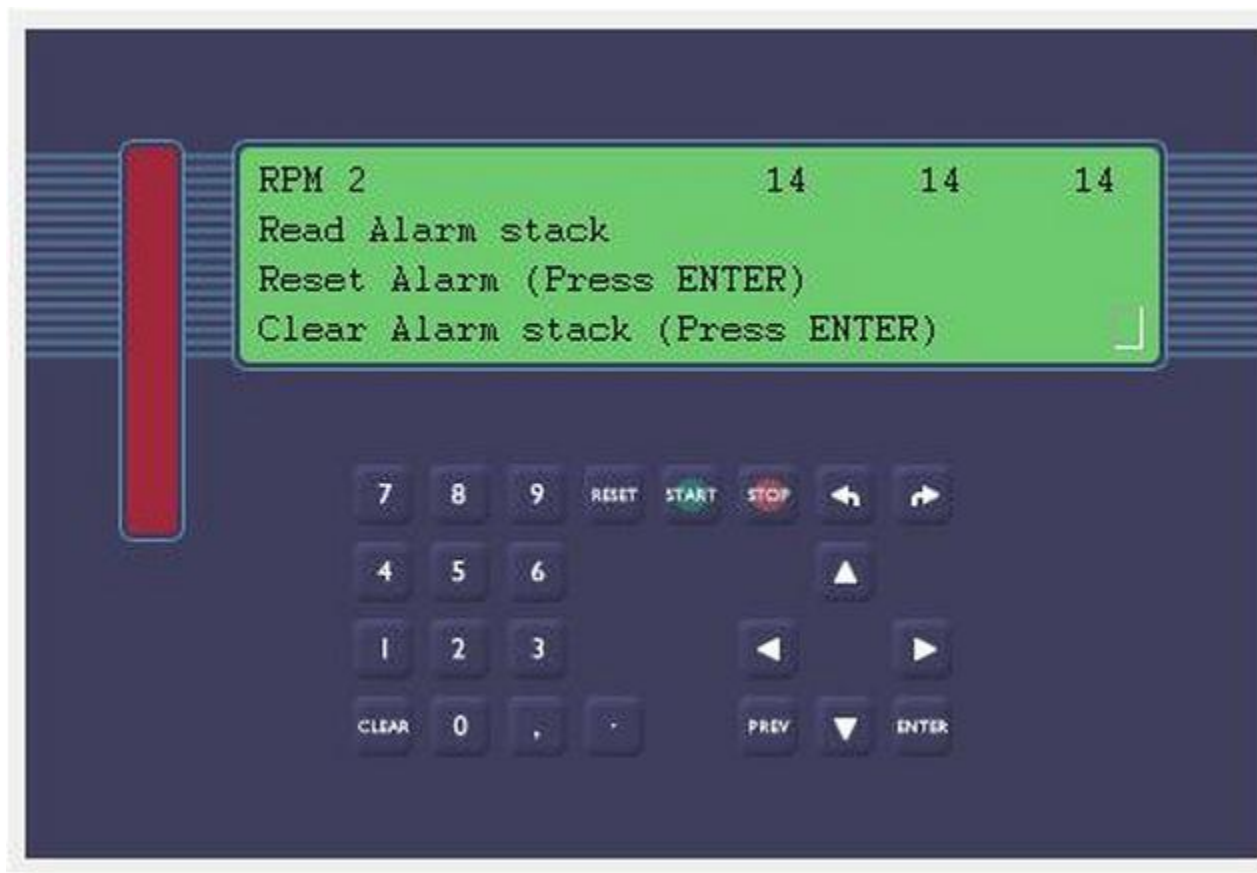 RPM 2 14 14 14
Read Alarm stack
Reset Alarm (Press ENTER)
Clear Alarm stack (Press ENTER)
7 8 9 RESET START STOP
4 5 6
1 2 3
CLEAR 0 , . PREV ENTER